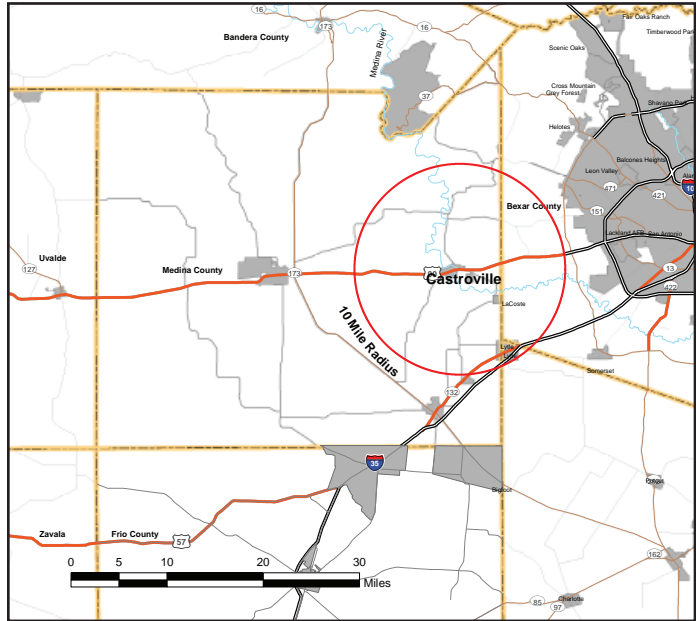 16
173
16
Fair Oaks Ranch
Timberwood Par
Bandera County
Medina River
Scenic Oaks
37
Cross Mountain
Grey Forest
Shavano Park
Helotes
Balcones Heights
Leon Valley
Alam
471
421
10
Bexar County
151
Lackland AFB
San Antonio
Uvalde
127
Medina County
173
90
Castroville
13
422
LaCoste
10 Mile Radius
Lytle
132
Somerset
35
Bigfoot
Poteet
Zavala
Frio County
57
162
0 5 10 20 30
Miles
85
97
Charlotte